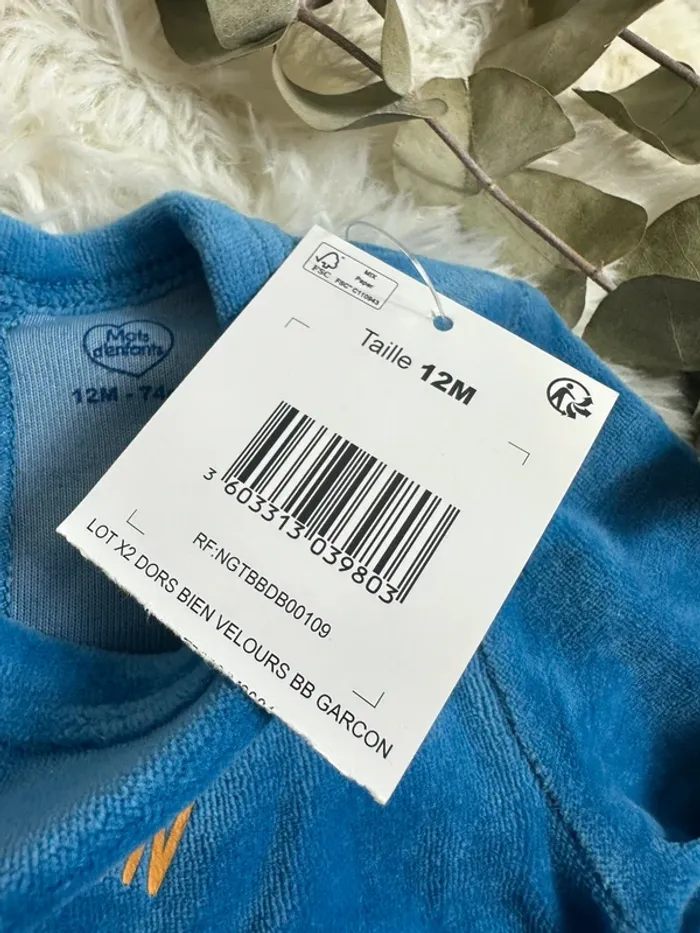 Mots
d'enfants
12M - 74
FSC
MIX
Paper
FSC® C110943
Taille 12M
3 603313 039803
RF:NGTBBDB00109
LOT X2 DORS BIEN VELOURS BB GARCON